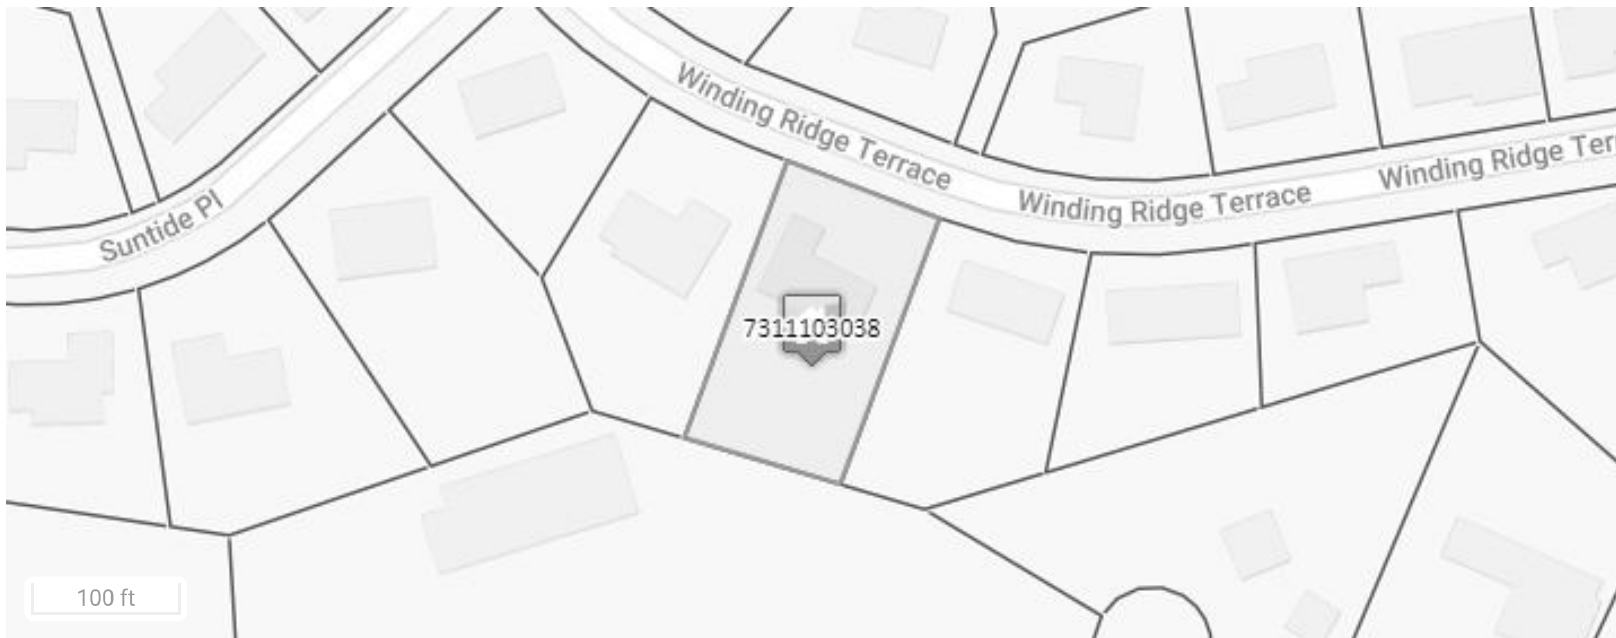 Winding Ridge Terrace
Winding Ridge Terrace
Winding Ridge Ter
Suntide Pl
7311103038
100 ft